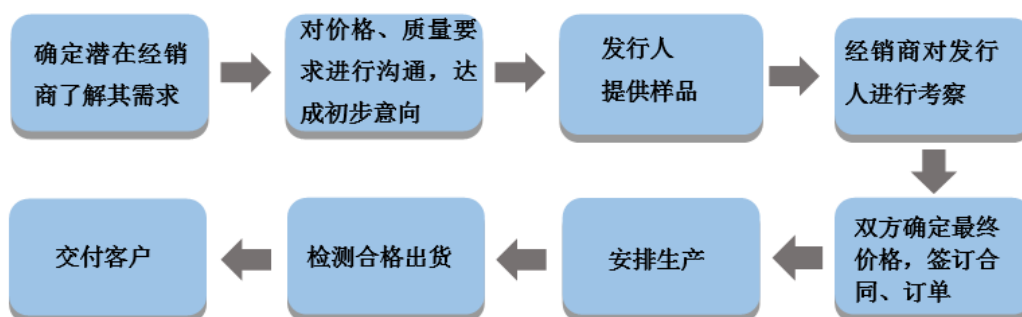 确定潜在经销
商了解其需求
对价格、质量要
求进行沟通，达
成初步意向
发行人
提供样品
经销商对发行
人进行考察
双方确定最终
价格，签订合
同、订单
安排生产
检测合格出货
交付客户